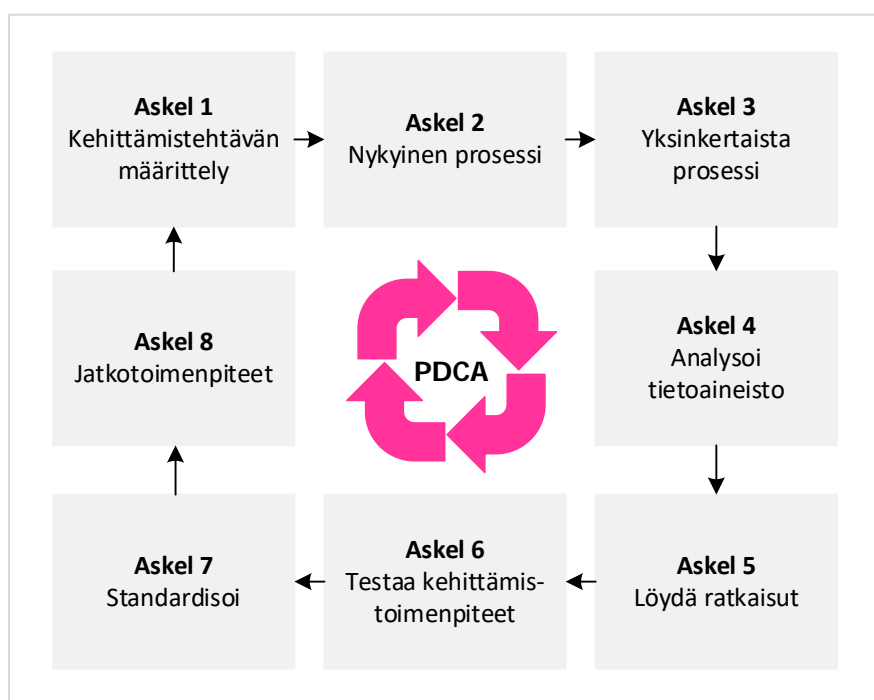 Askel 1
Kehittämistehtävän
määrittely
Askel 2
Nykyinen prosessi
Askel 3
Yksinkertaista
prosessi
Askel 4
Analysoi
tietoaineisto
Askel 5
Löydä ratkaisut
Askel 6
Testaa kehittämis-
toimenpiteet
Askel 7
Standardisoi
Askel 8
Jatkotoimenpiteet
PDCA